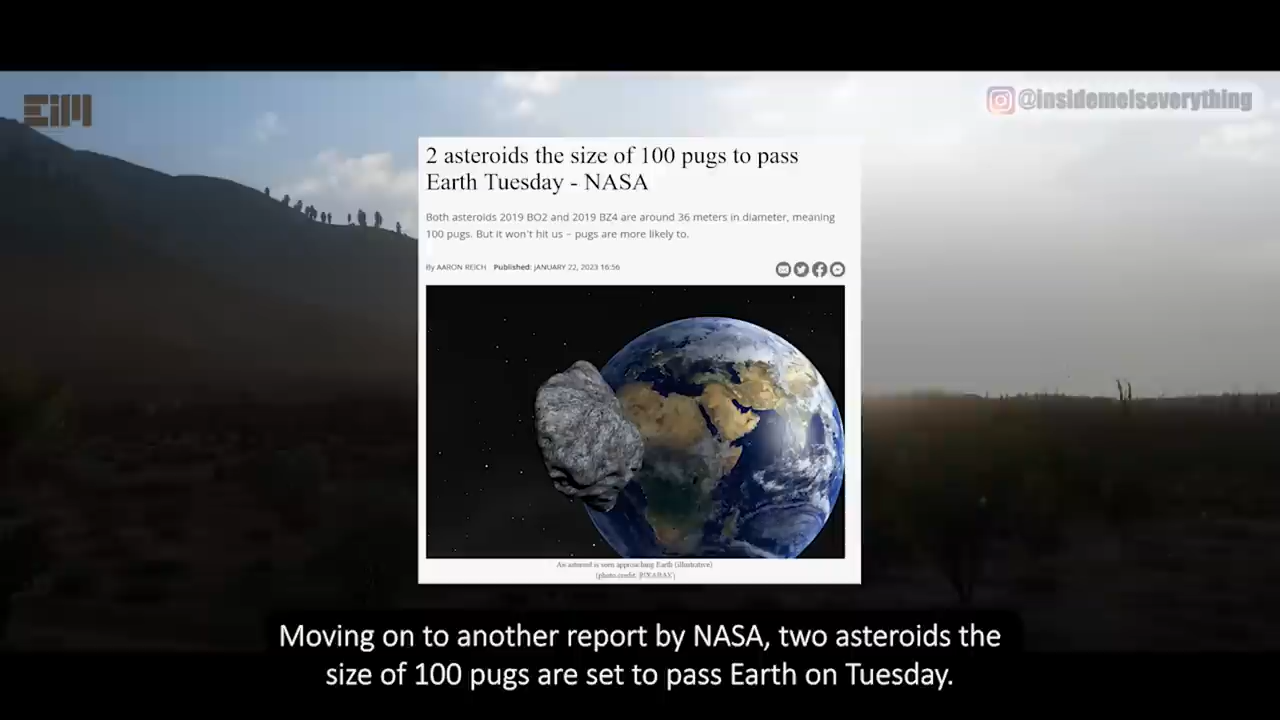 EiM
@insidemeiseverything
2 asteroids the size of 100 pugs to pass
Earth Tuesday - NASA
Both asteroids 2019 BO2 and 2019 BZ4 are around 36 meters in diameter, meaning
100 pugs. But it won't hit us – pugs are more likely to.
By AARON REICH Published: JANUARY 22, 2023 16:56
An asteroid is seen approaching Earth (illustrative)
(photo credit: PIXABAY)
Moving on to another report by NASA, two asteroids the
size of 100 pugs are set to pass Earth on Tuesday.